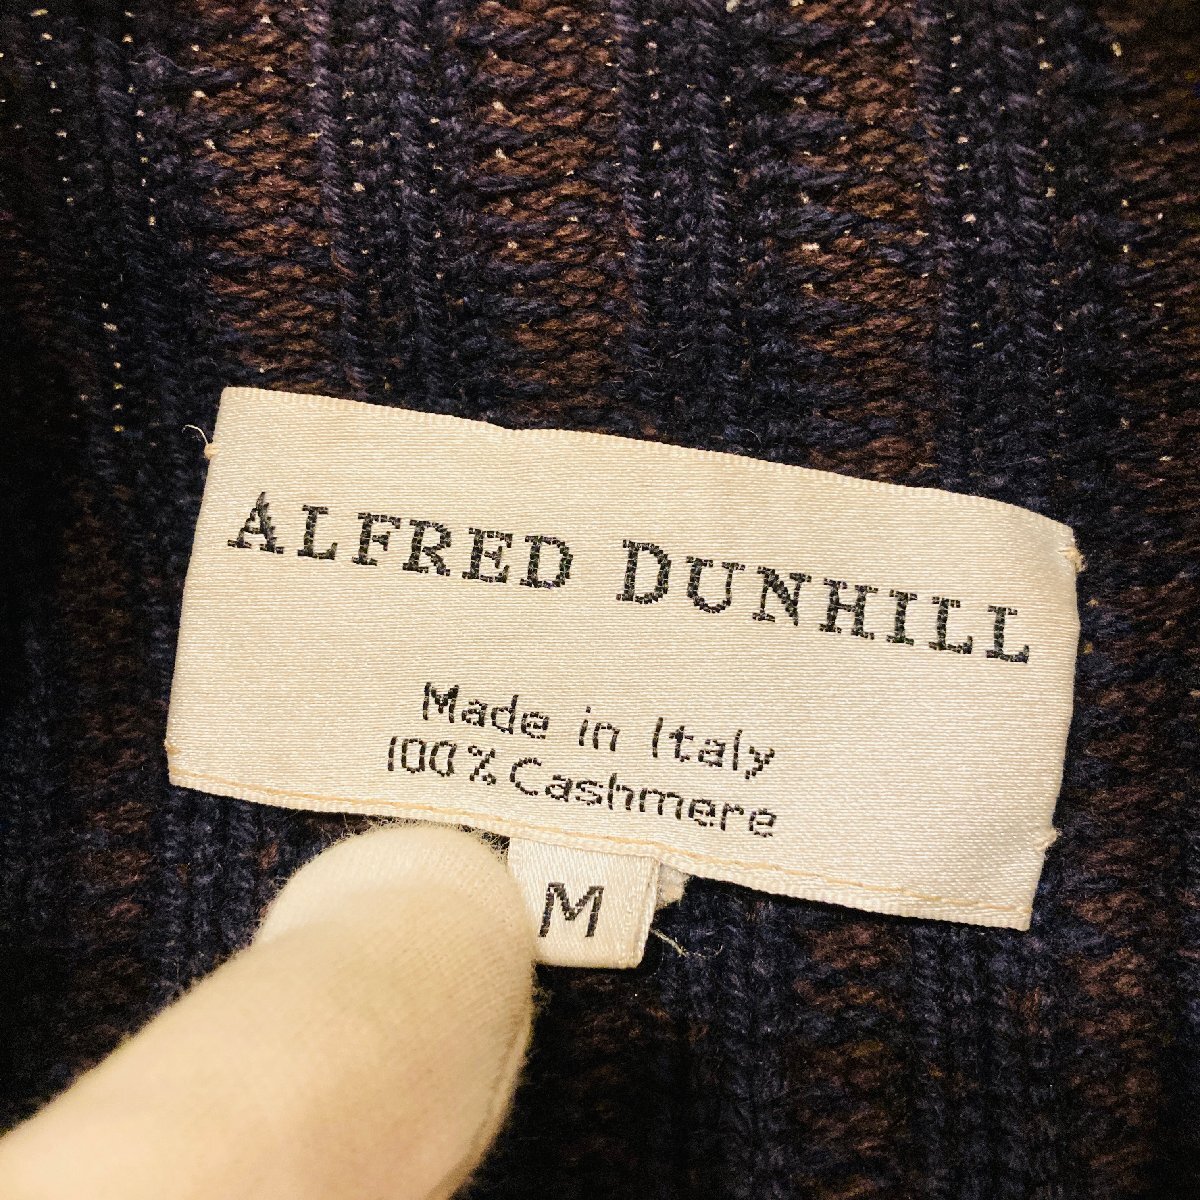 ALFRED DUNHILL
Made in Italy
100% Cashmere
M